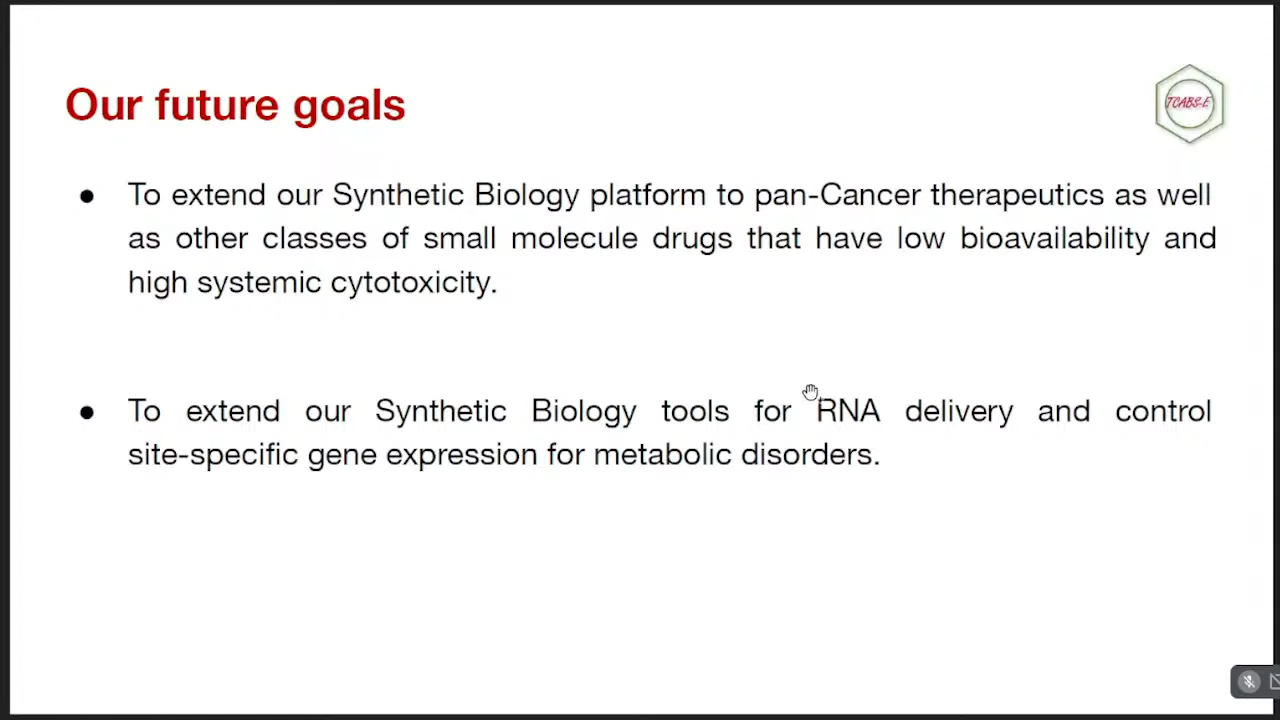 Our future goals
TCABS-E
● To extend our Synthetic Biology platform to pan-Cancer therapeutics as well
as other classes of small molecule drugs that have low bioavailability and
high systemic cytotoxicity.
● To extend our Synthetic Biology tools for RNA delivery and control
site-specific gene expression for metabolic disorders.